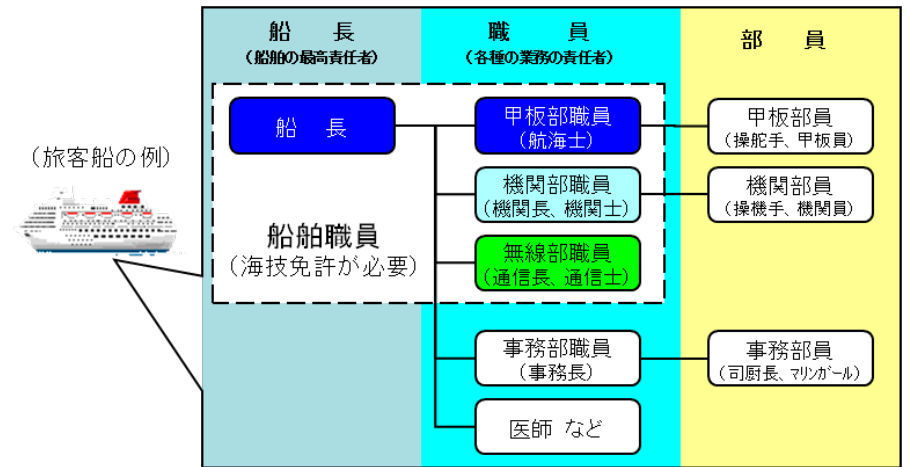 船 長
(船舶の最高責任者)
職 員
(各種の業務の責任者)
部 員
船 長
甲板部職員
(航海士)
甲板部員
(操舵手、甲板員)
(旅客船の例)
機関部職員
(機関長、機関士)
機関部員
(操機手、機関員)
船舶職員
(海技免許が必要)
無線部職員
(通信長、通信士)
事務部職員
(事務長)
事務部員
(司厨長、マリンガール)
医師 など